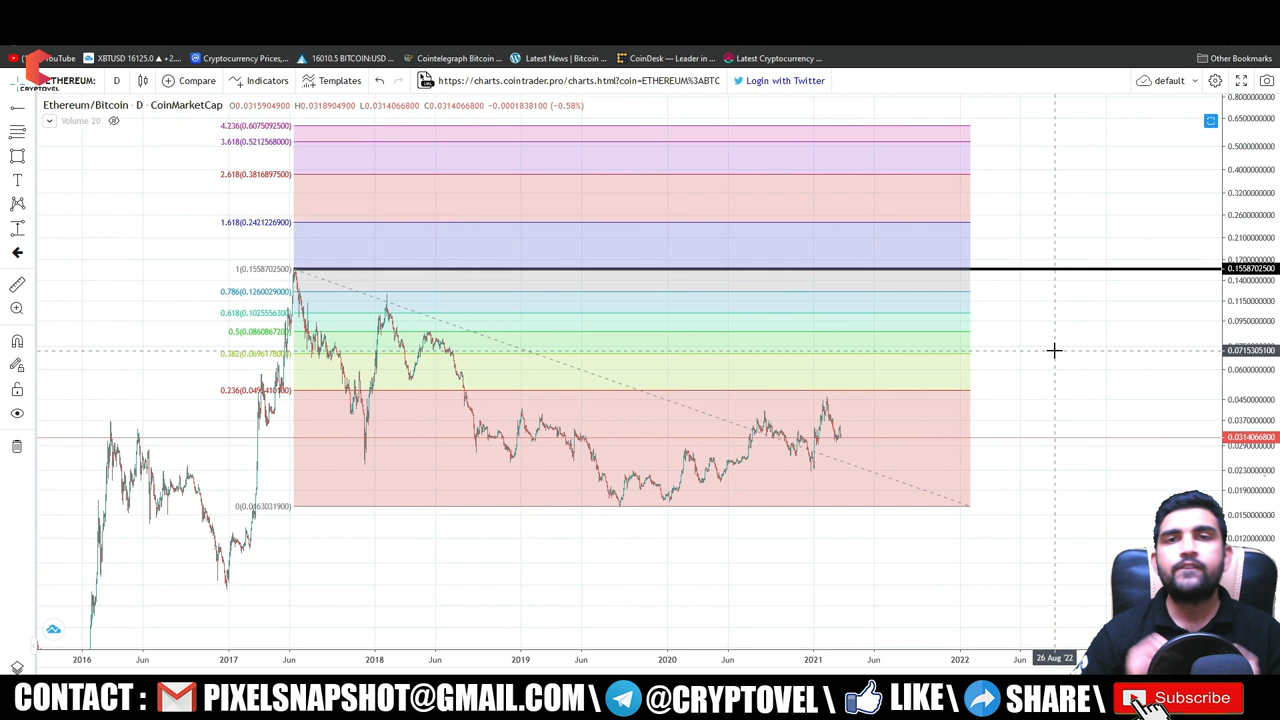 YouTube
XBTUSD 16125.0 ▲ +2....
Cryptocurrency Prices,...
16010.5 BITCOIN:USD ...
Cointelegraph Bitcoin ...
Latest News | Bitcoin ...
CoinDesk — Leader in ...
Latest Cryptocurrency ...
Other Bookmarks
ETHEREUM:
D
Compare
Indicators
Templates
https://charts.cointrader.pro/charts.html?coin=ETHEREUM%3ABTC
Login with Twitter
default
CRYPTOVEL
Ethereum/Bitcoin · D · CoinMarketCap O0.0315904900 H0.0318904900 L0.0314066800 C0.0314066800 −0.0001838100 (−0.58%)
Volume 20
4.236(0.6075092500)
3.618(0.5212568000)
2.618(0.3816897500)
1.618(0.2421226900)
1(0.1558702500)
0.786(0.1260029000)
0.618(0.1025556300)
0.5(0.0860867200)
0.382(0.0696178000)
0(0.0163031900)
0.8000000000
0.6500000000
0.5000000000
0.4000000000
0.3200000000
0.2600000000
0.2100000000
0.1700000000
0.1558702500
0.1400000000
0.1150000000
0.0950000000
0.0715305100
0.0600000000
0.0450000000
0.0370000000
0.0314066800
0.0290000000
0.0230000000
0.0190000000
0.0150000000
0.0120000000
2016 Jun 2017 Jun 2018 Jun 2019 Jun 2020 Jun 2021 Jun 2022 Jun 26 Aug '22
CONTACT : PIXELSNAPSHOT@GMAIL.COM\ @CRYPTOVEL\ LIKE\ SHARE\ Subscribe